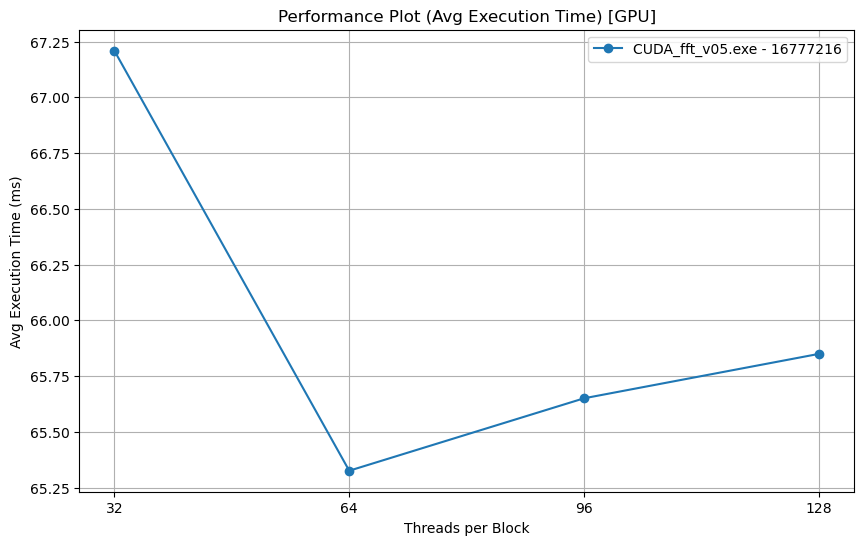 Performance Plot (Avg Execution Time) [GPU]
CUDA_fft_v05.exe - 16777216
Avg Execution Time (ms)
67.25
67.00
66.75
66.50
66.25
66.00
65.75
65.50
65.25
32 64 96 128
Threads per Block